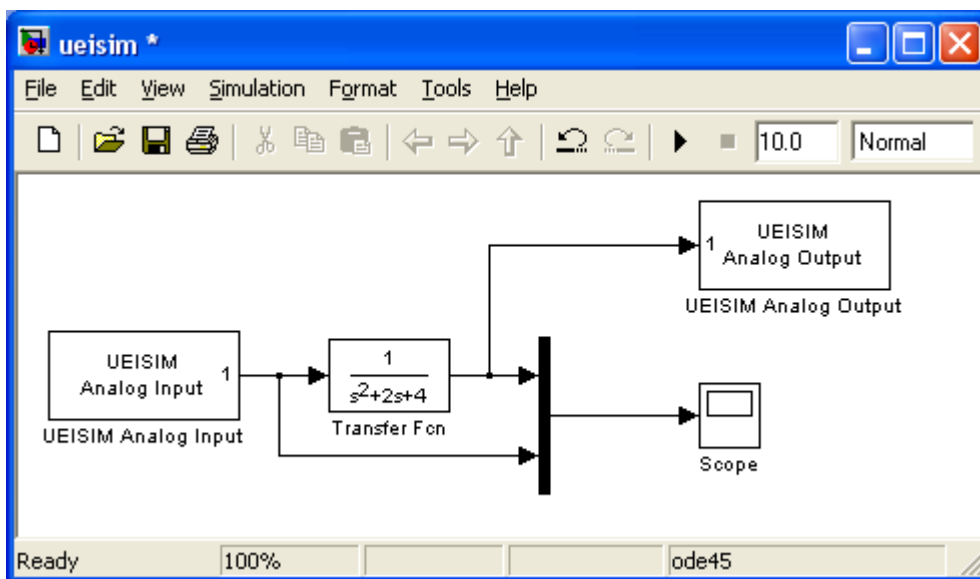 ueisim *
File Edit View Simulation Format Tools Help
10.0 Normal
UEISIM
Analog Output
1
UEISIM Analog Output
UEISIM
Analog Input
1
UEISIM Analog Input
1
s²+2s+4
Transfer Fcn
Scope
Ready 100% ode45